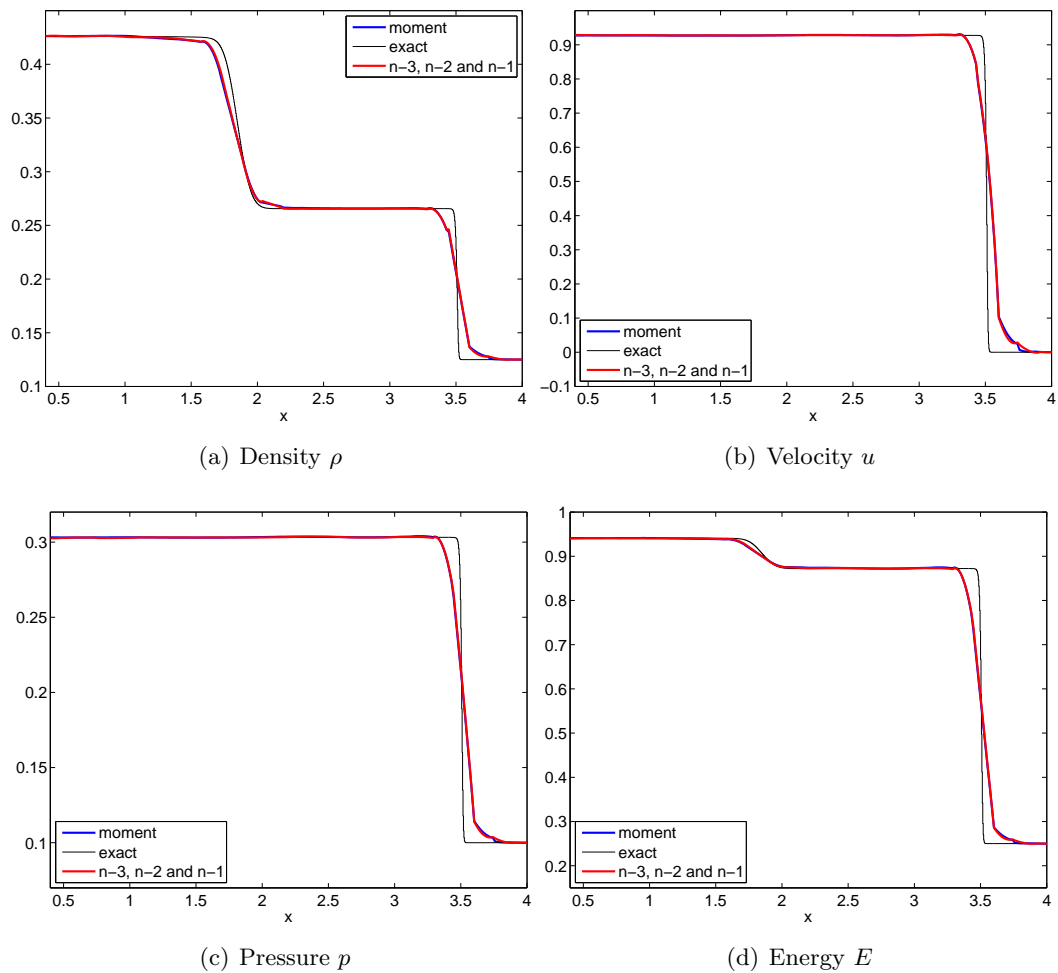 moment
exact
n−3, n−2 and n−1
0.4
0.35
0.3
0.25
0.2
0.15
0.1
0.5 1 1.5 2 2.5 3 3.5 4
x
(a) Density ρ
0.9
0.8
0.7
0.6
0.5
0.4
0.3
0.2
0.1
0
−0.1
moment
exact
n−3, n−2 and n−1
0.5 1 1.5 2 2.5 3 3.5 4
x
(b) Velocity u
0.3
0.25
0.2
0.15
0.1
moment
exact
n−3, n−2 and n−1
0.5 1 1.5 2 2.5 3 3.5 4
x
(c) Pressure p
1
0.9
0.8
0.7
0.6
0.5
0.4
0.3
0.2
moment
exact
n−3, n−2 and n−1
0.5 1 1.5 2 2.5 3 3.5 4
x
(d) Energy E